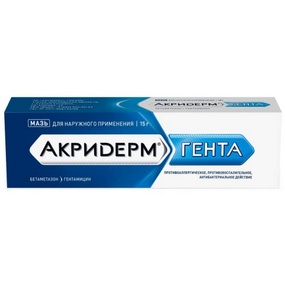 МАЗЬ ДЛЯ НАРУЖНОГО ПРИМЕНЕНИЯ | 15 г
АКРИДЕРМ® ГЕНТА
БЕТАМЕТАЗОН ❯ ГЕНТАМИЦИН
ПРОТИВОАЛЛЕРГИЧЕСКОЕ, ПРОТИВОВОСПАЛИТЕЛЬНОЕ,
АНТИБАКТЕРИАЛЬНОЕ ДЕЙСТВИЕ